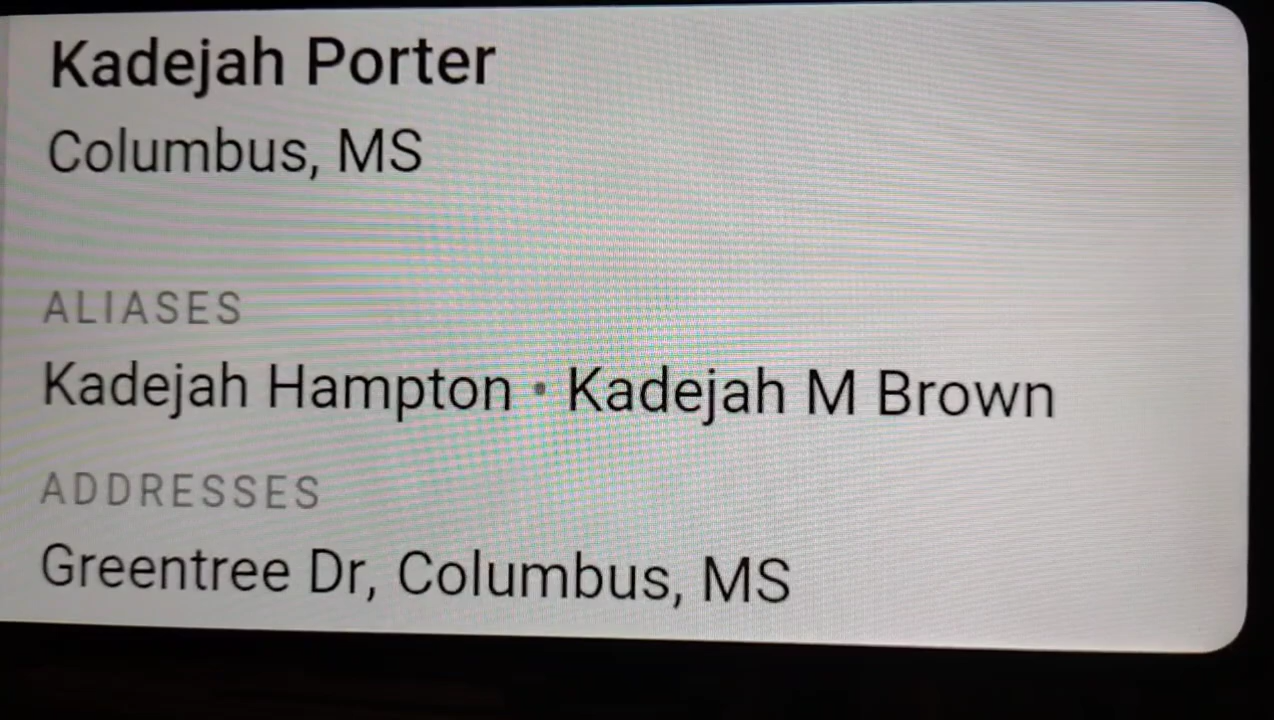 Kadejah Porter
Columbus, MS
ALIASES
Kadejah Hampton • Kadejah M Brown
ADDRESSES
Greentree Dr, Columbus, MS